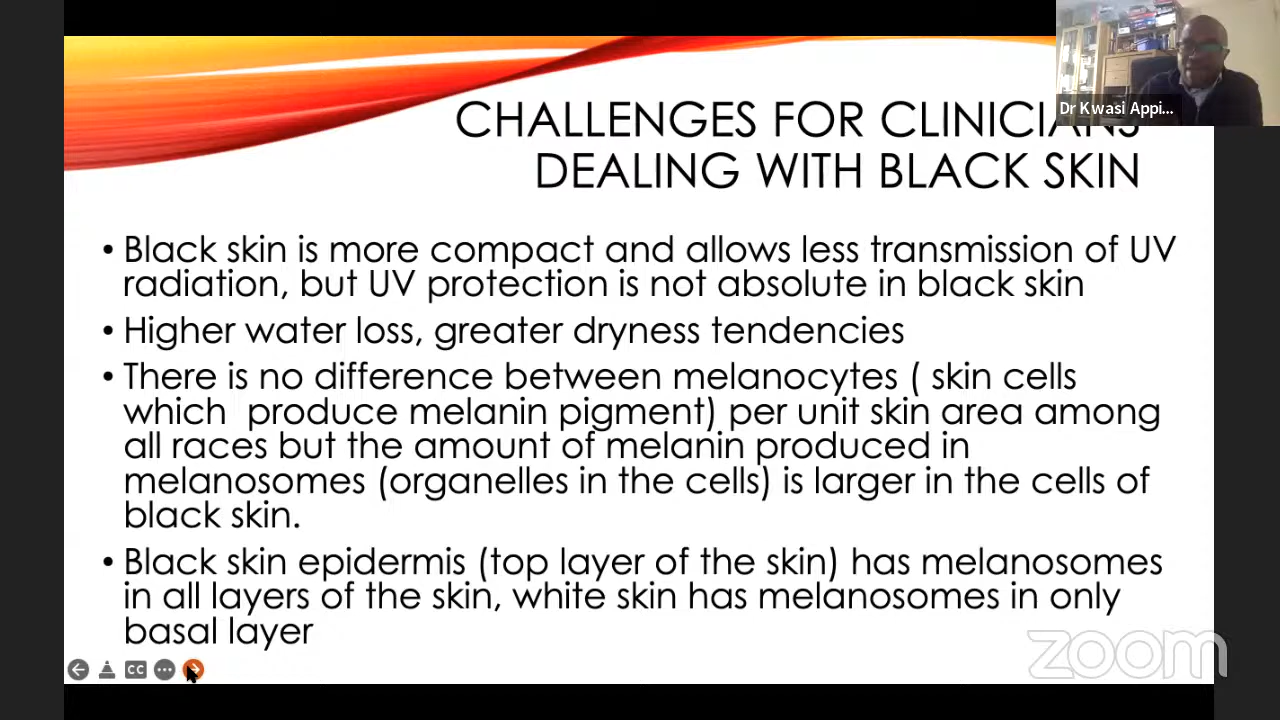 Dr Kwasi Appi...
CHALLENGES FOR CLINICIANS
DEALING WITH BLACK SKIN
• Black skin is more compact and allows less transmission of UV
radiation, but UV protection is not absolute in black skin
• Higher water loss, greater dryness tendencies
• There is no difference between melanocytes ( skin cells
which produce melanin pigment) per unit skin area among
all races but the amount of melanin produced in
melanosomes (organelles in the cells) is larger in the cells of
black skin.
• Black skin epidermis (top layer of the skin) has melanosomes
in all layers of the skin, white skin has melanosomes in only
basal layer
CC
zoom